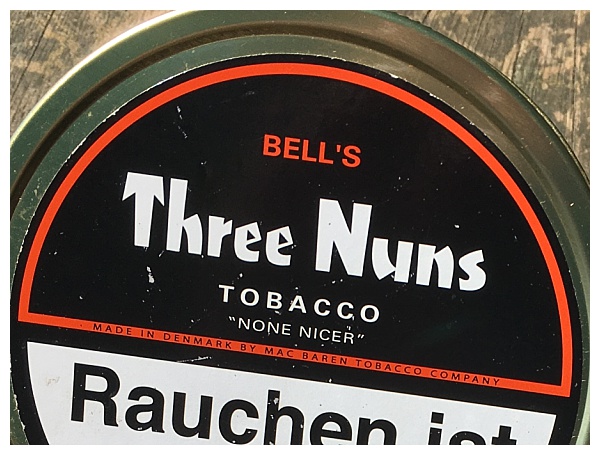 BELL'S
Three Nuns
TOBACCO
"NONE NICER"
MADE IN DENMARK BY MAC BAREN TOBACCO COMPANY
Rauchen ist